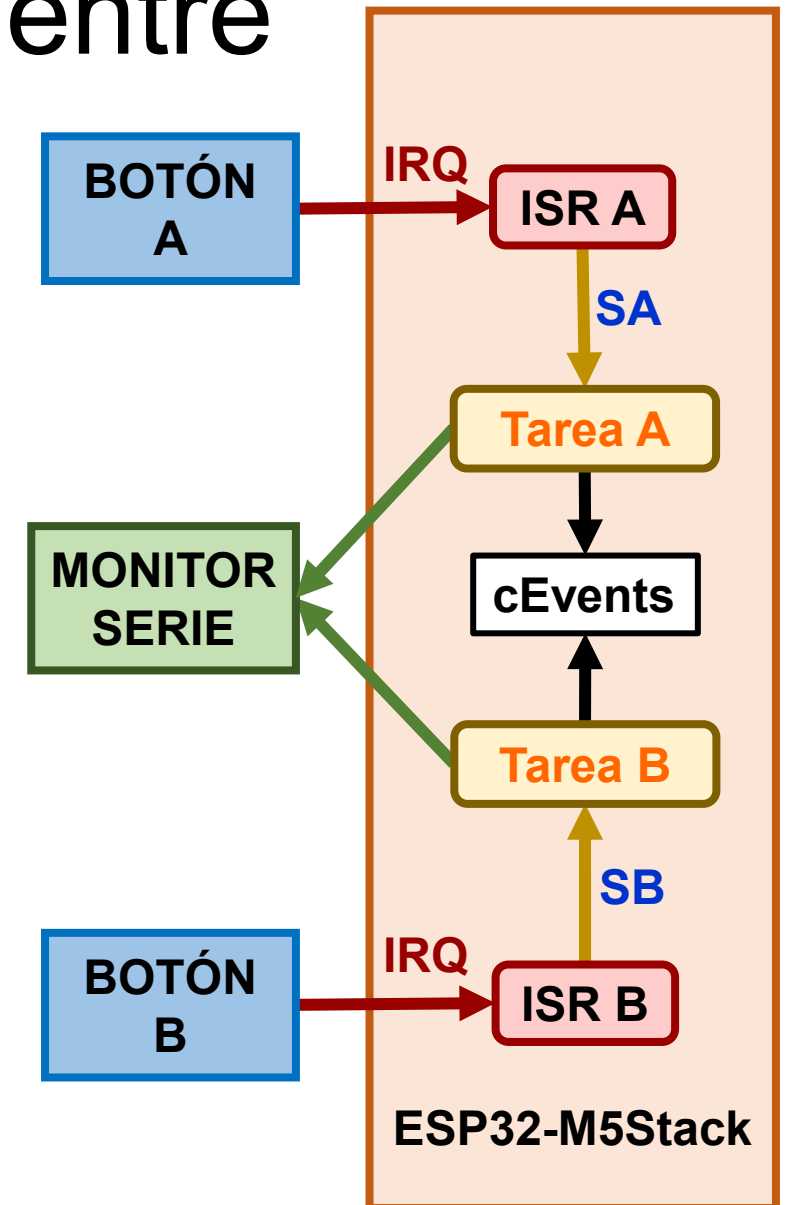 entre
BOTÓN
A
IRQ
ISR A
SA
Tarea A
MONITOR
SERIE
cEvents
Tarea B
SB
BOTÓN
B
IRQ
ISR B
ESP32-M5Stack